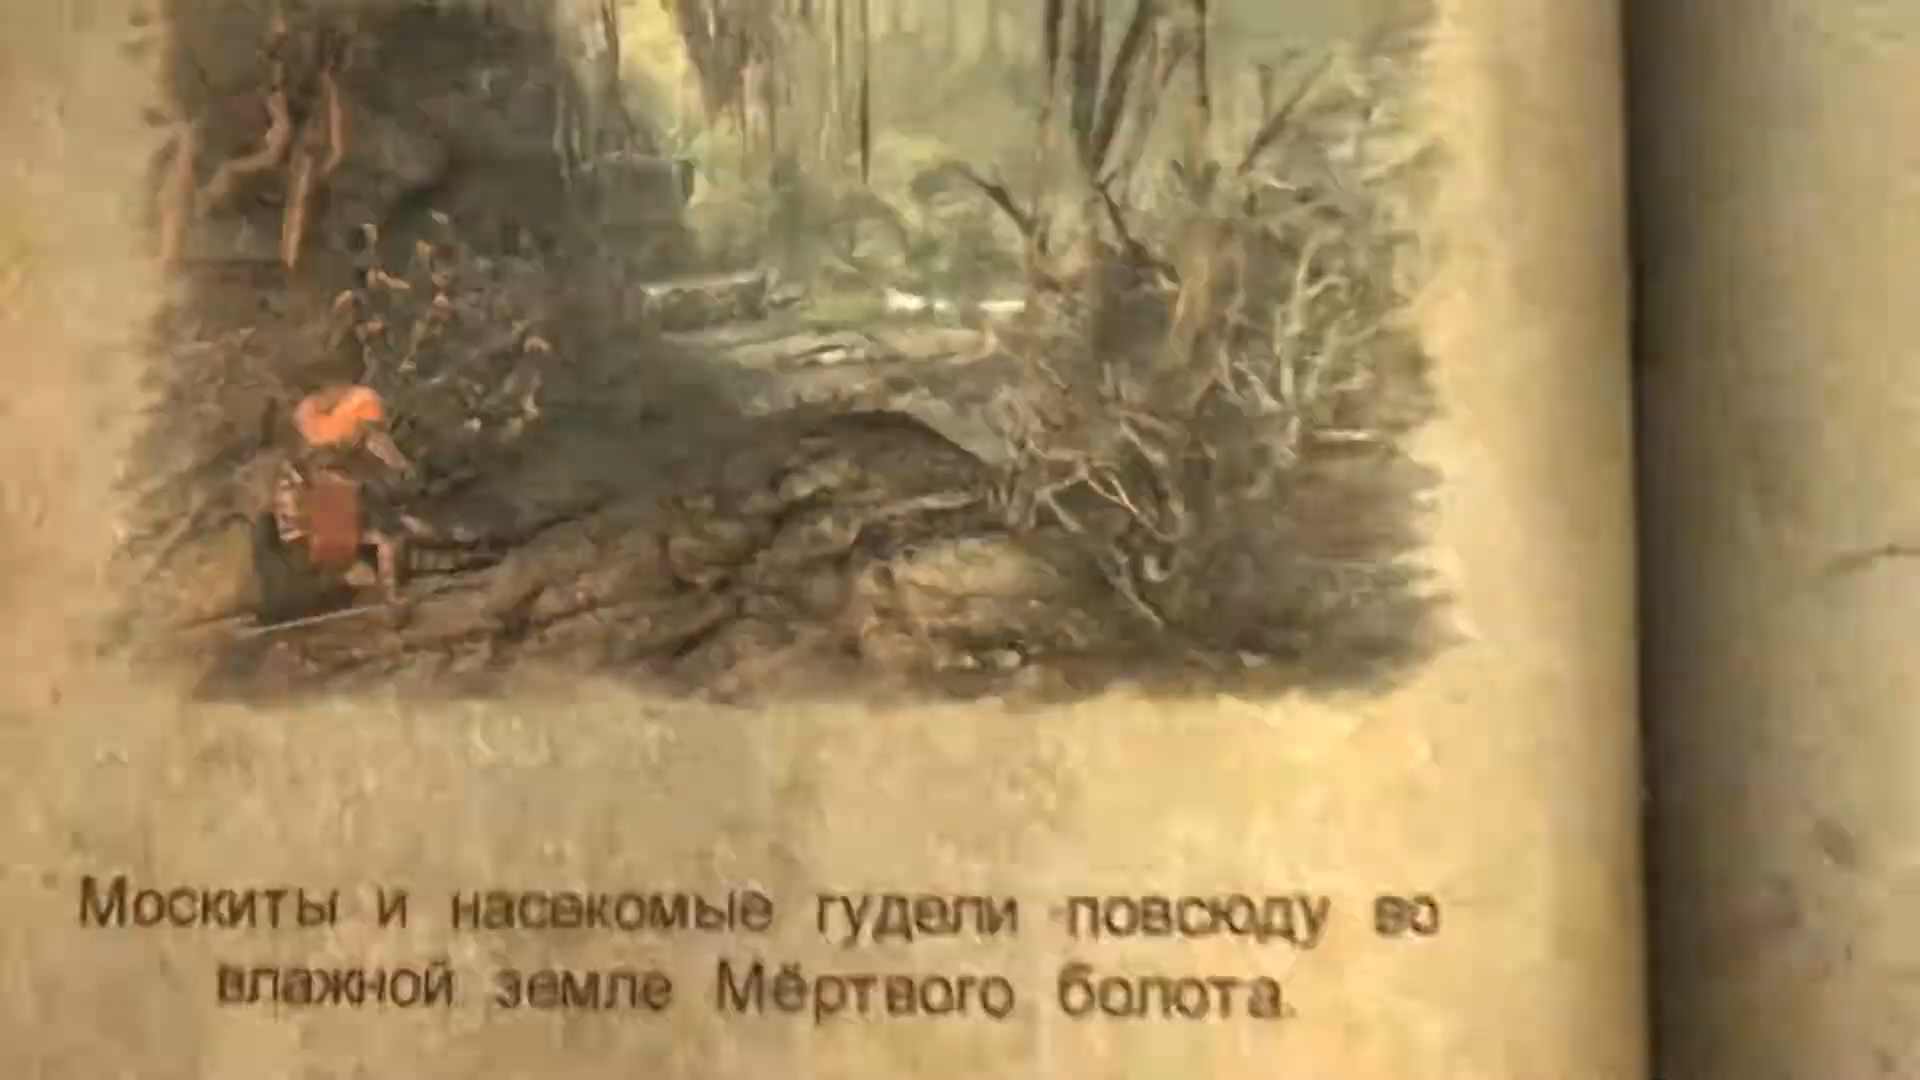 Москиты и насекомые гудели повсюду во
влажной земле Мёртвого болота.